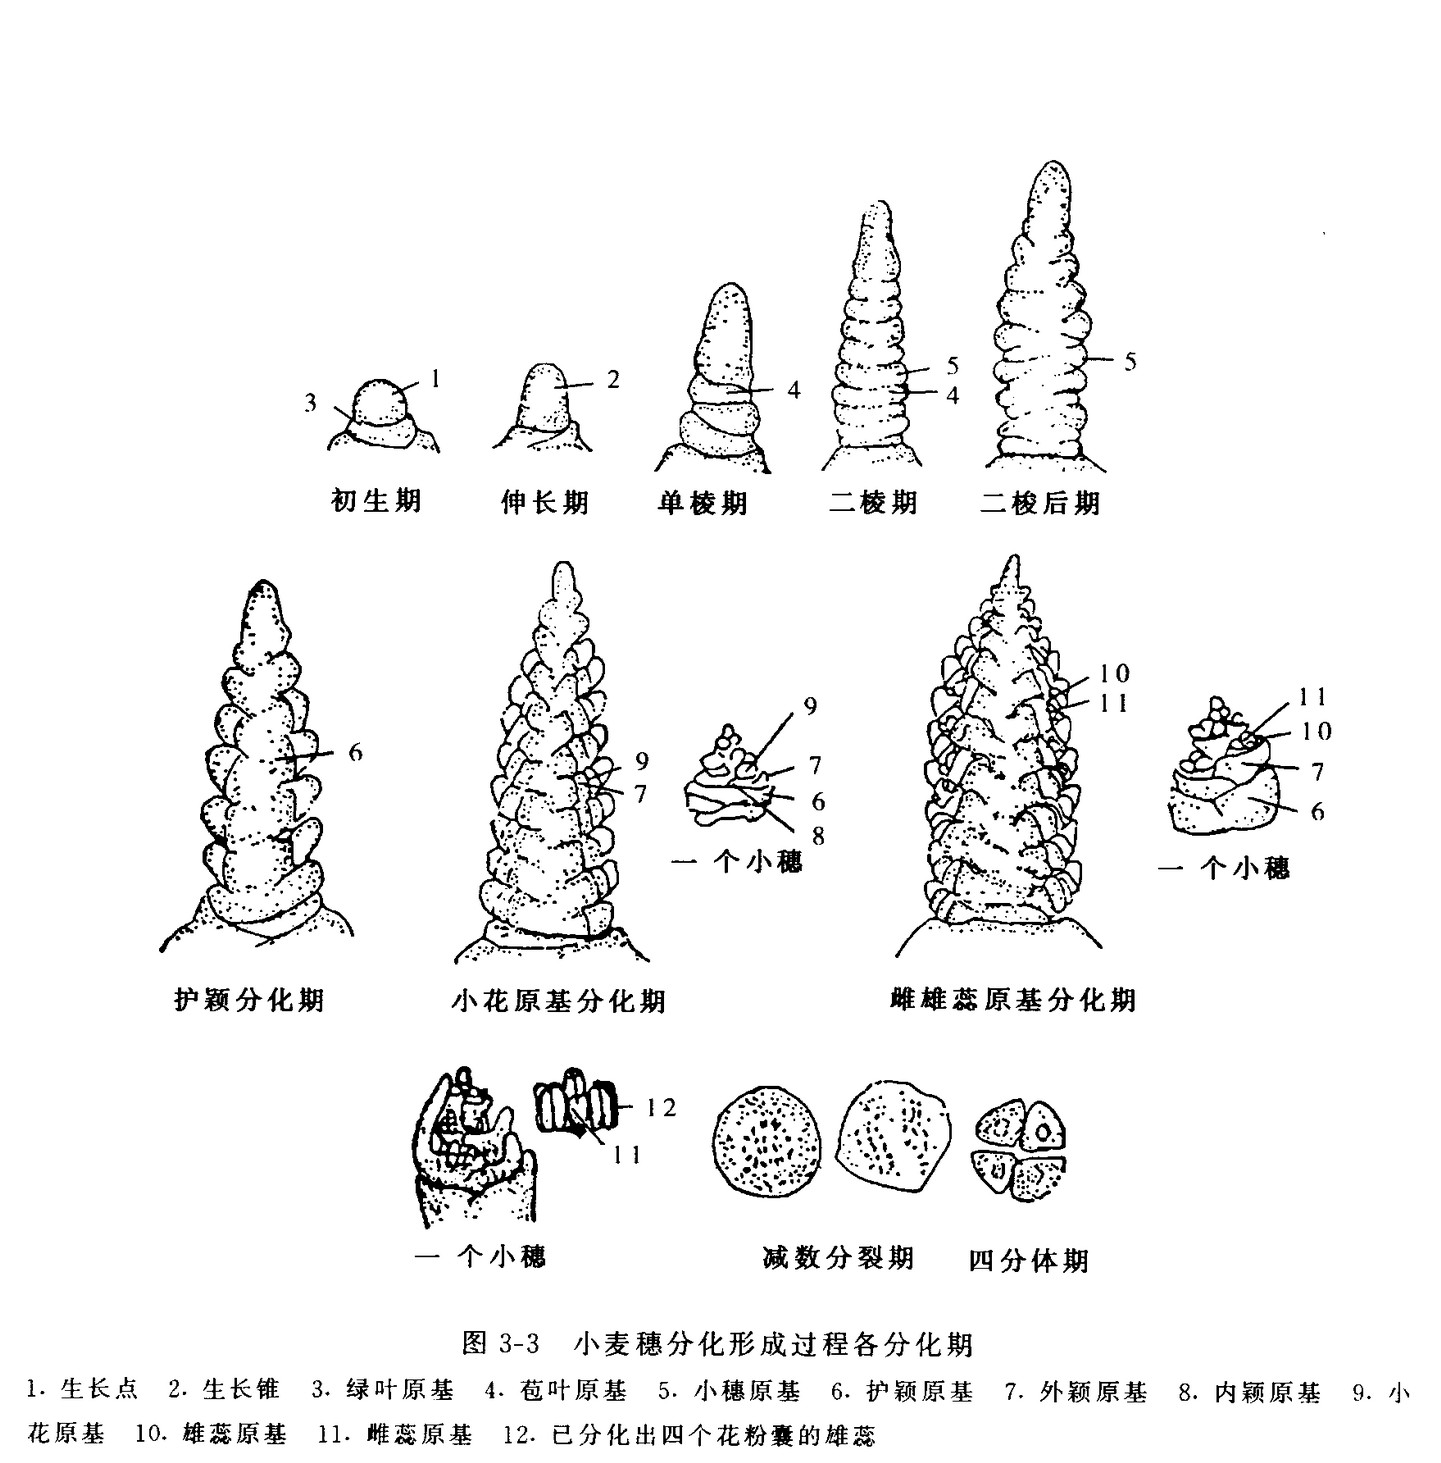 1
2
3
4
5
4
5
初生期 伸长期 单棱期 二棱期 二梭后期
6
9
7
9
7
6
8
一个小穗
10
11
11
10
7
6
一个小穗
护颖分化期 小花原基分化期 雌雄蕊原基分化期
12
11
一个小穗 减数分裂期 四分体期
图 3-3 小麦穗分化形成过程各分化期
1. 生长点 2. 生长锥 3. 绿叶原基 4. 苞叶原基 5. 小穗原基 6. 护颖原基 7. 外颖原基 8. 内颖原基 9. 小
花原基 10. 雄蕊原基 11. 雌蕊原基 12. 已分化出四个花粉囊的雄蕊